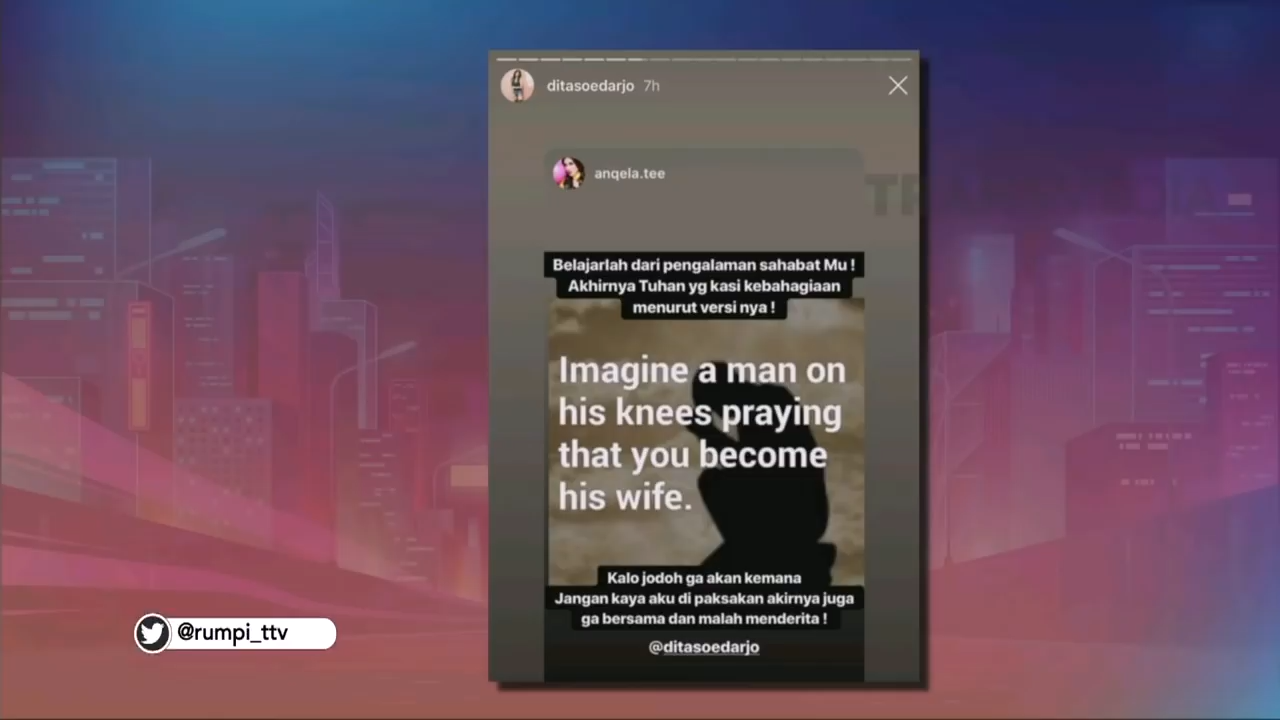 ditasoedarjo 7h
anqela.tee
Belajarlah dari pengalaman sahabat Mu !
Akhirnya Tuhan yg kasi kebahagiaan
menurut versi nya !
Imagine a man on
his knees praying
that you become
his wife.
Kalo jodoh ga akan kemana
Jangan kaya aku di paksakan akirnya juga
ga bersama dan malah menderita !
@ditasoedarjo
@rumpi_ttv